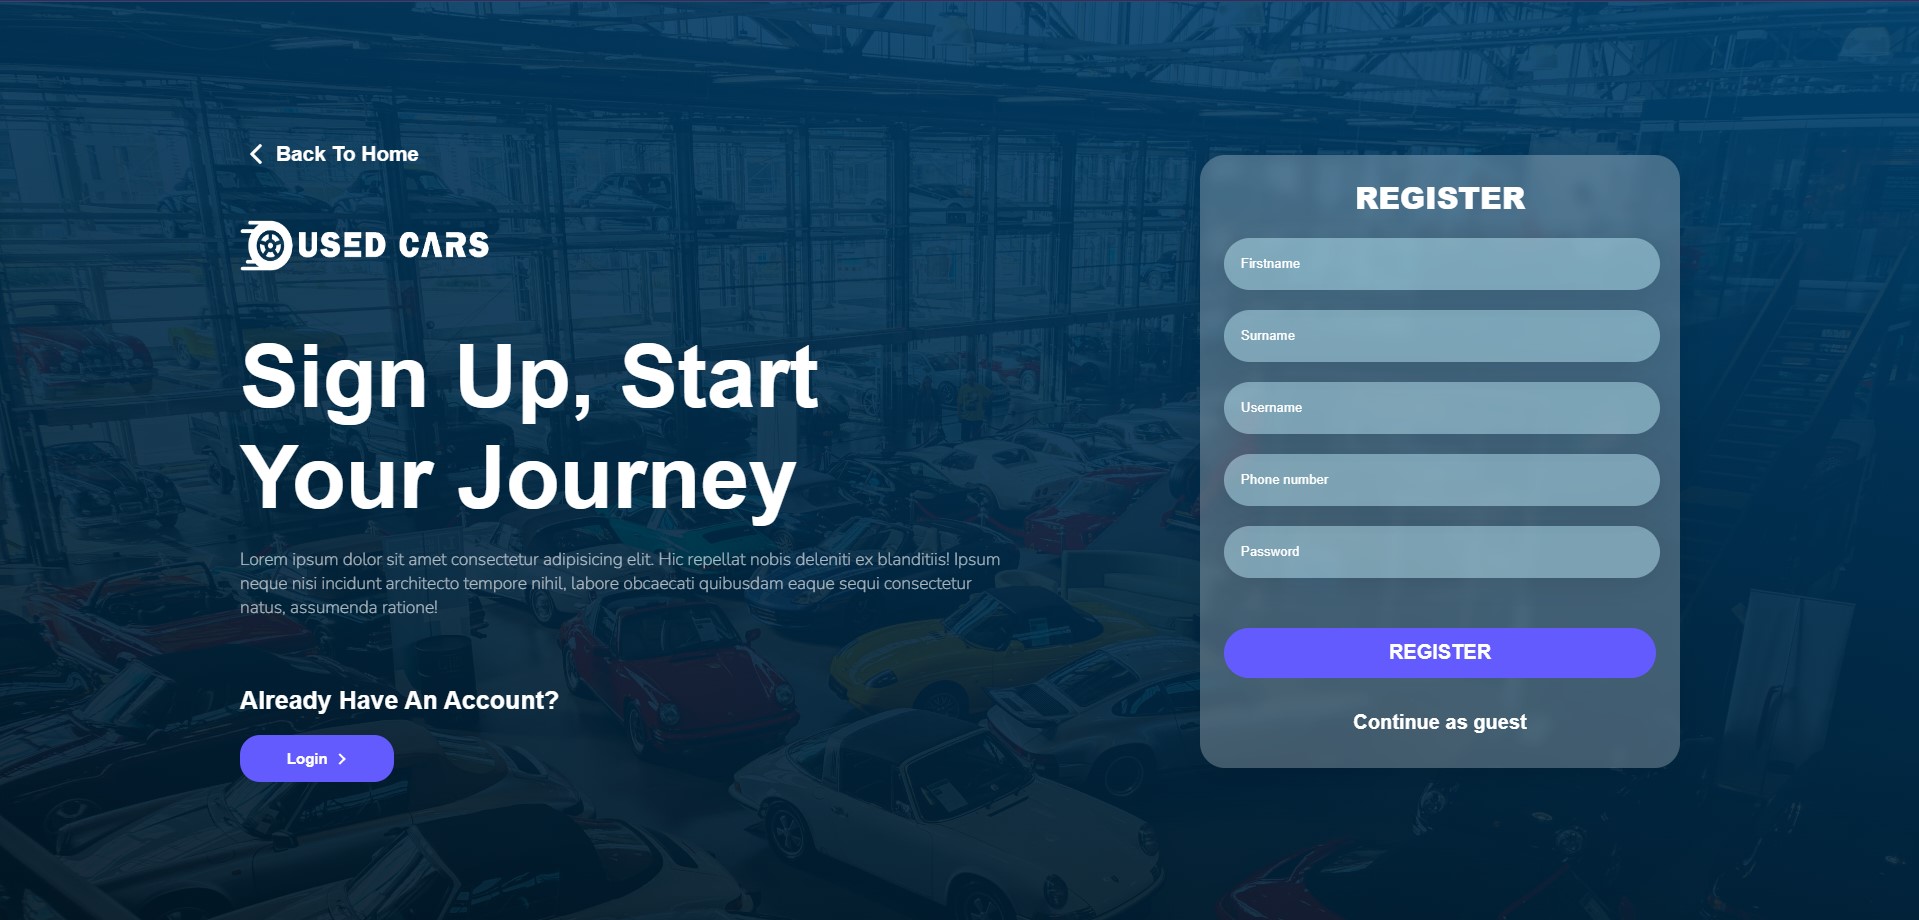 Back To Home
USED CARS
Sign Up, Start
Your Journey
Lorem ipsum dolor sit amet consectetur adipisicing elit. Hic repellat nobis deleniti ex blanditiis! Ipsum
neque nisi incidunt architecto tempore nihil, labore obcaecati quibusdam eaque sequi consectetur
natus, assumenda ratione!
Already Have An Account?
Login
REGISTER
Firstname
Surname
Username
Phone number
Password
REGISTER
Continue as guest